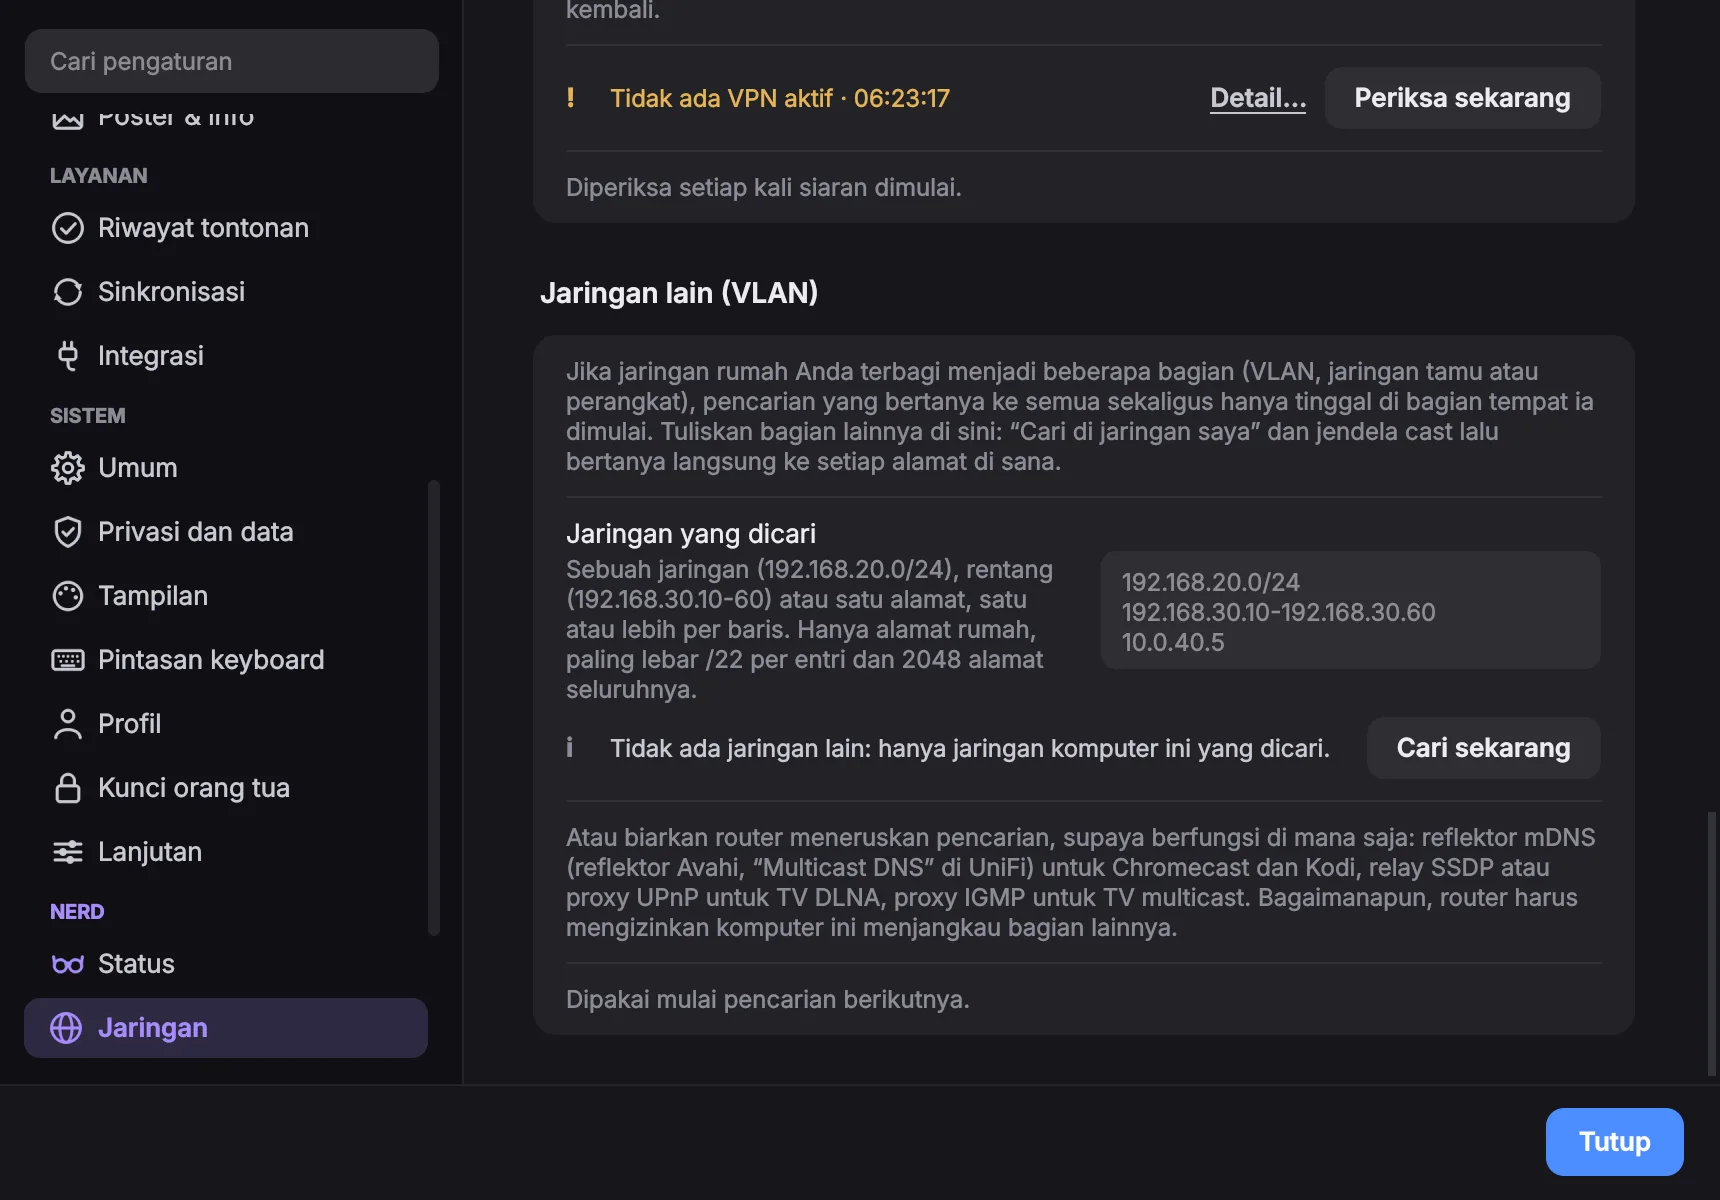 Cari pengaturan
Poster & info
LAYANAN
Riwayat tontonan
Sinkronisasi
Integrasi
SISTEM
Umum
Privasi dan data
Tampilan
Pintasan keyboard
Profil
Kunci orang tua
Lanjutan
NERD
Status
Jaringan
kembali.
! Tidak ada VPN aktif · 06:23:17 Detail... Periksa sekarang
Diperiksa setiap kali siaran dimulai.
Jaringan lain (VLAN)
Jika jaringan rumah Anda terbagi menjadi beberapa bagian (VLAN, jaringan tamu atau
perangkat), pencarian yang bertanya ke semua sekaligus hanya tinggal di bagian tempat ia
dimulai. Tuliskan bagian lainnya di sini: “Cari di jaringan saya” dan jendela cast lalu
bertanya langsung ke setiap alamat di sana.
Jaringan yang dicari
Sebuah jaringan (192.168.20.0/24), rentang
(192.168.30.10-60) atau satu alamat, satu
atau lebih per baris. Hanya alamat rumah,
paling lebar /22 per entri dan 2048 alamat
seluruhnya.
192.168.20.0/24
192.168.30.10-192.168.30.60
10.0.40.5
i Tidak ada jaringan lain: hanya jaringan komputer ini yang dicari. Cari sekarang
Atau biarkan router meneruskan pencarian, supaya berfungsi di mana saja: reflektor mDNS
(reflektor Avahi, “Multicast DNS” di UniFi) untuk Chromecast dan Kodi, relay SSDP atau
proxy UPnP untuk TV DLNA, proxy IGMP untuk TV multicast. Bagaimanapun, router harus
mengizinkan komputer ini menjangkau bagian lainnya.
Dipakai mulai pencarian berikutnya.
Tutup